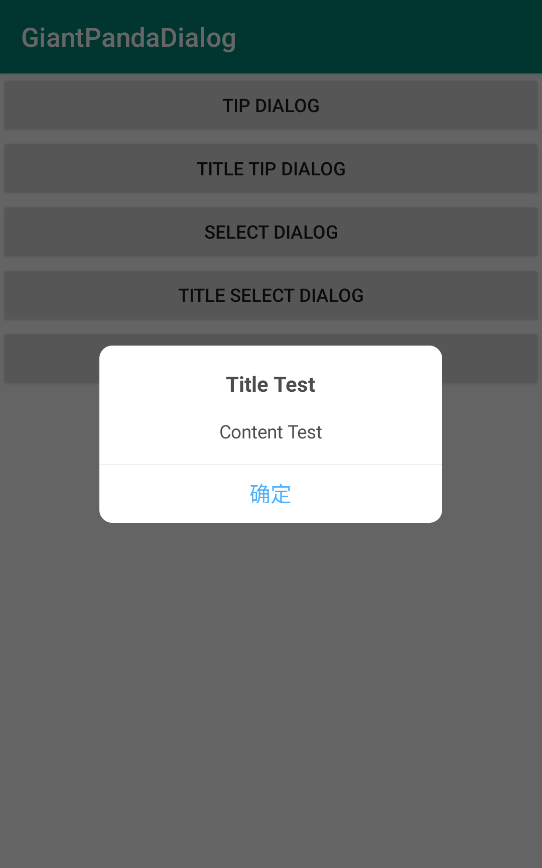 GiantPandaDialog
TIP DIALOG
TITLE TIP DIALOG
SELECT DIALOG
TITLE SELECT DIALOG
Title Test
Content Test
确定